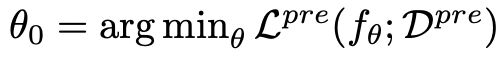 θ₀ = arg min_θ ℒ^{pre}(f_θ; 𝒟^{pre})